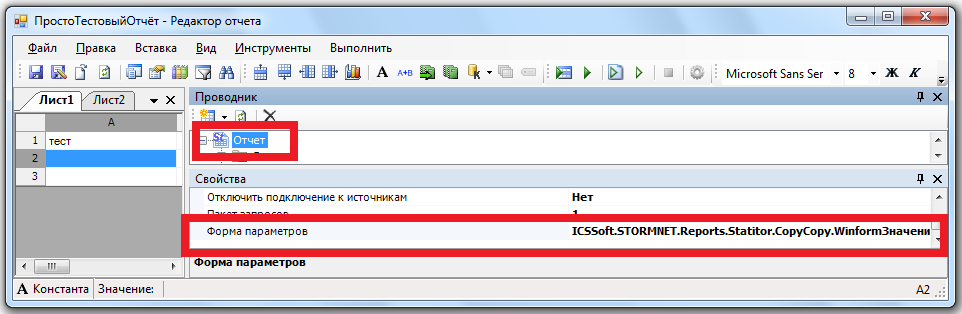 ПростоТестовыйОтчёт - Редактор отчета
Файл Правка Вставка Вид Инструменты Выполнить
A A+B Microsoft Sans Ser 8 Ж К
Лист1 Лист2
Проводник
A
1 тест
2
3
Отчет
Свойства
Отключить подключение к источникам Нет
Пакет запросов 1
Форма параметров ICSSoft.STORMNET.Reports.Statitor.CopyCopy.WinformЗначени
Форма параметров
A Константа Значение: A2